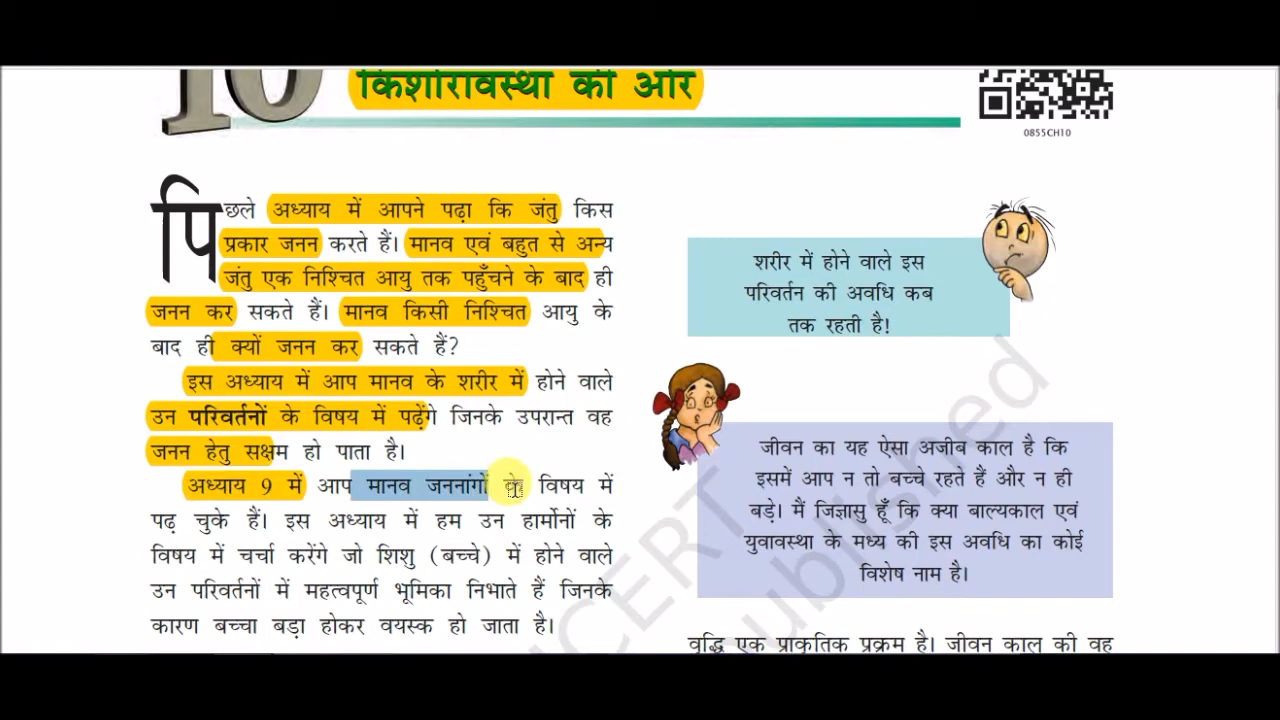 10
किशोरावस्था की ओर
0855CH10
पिछले अध्याय में आपने पढ़ा कि जंतु किस
प्रकार जनन करते हैं। मानव एवं बहुत से अन्य
जंतु एक निश्चित आयु तक पहुँचने के बाद ही
जनन कर सकते हैं। मानव किसी निश्चित आयु के
बाद ही क्यों जनन कर सकते हैं?
इस अध्याय में आप मानव के शरीर में होने वाले
उन परिवर्तनों के विषय में पढ़ेंगे जिनके उपरान्त वह
जनन हेतु सक्षम हो पाता है।
अध्याय 9 में आप मानव जननांगों के विषय में
पढ़ चुके हैं। इस अध्याय में हम उन हार्मोनों के
विषय में चर्चा करेंगे जो शिशु (बच्चे) में होने वाले
उन परिवर्तनों में महत्वपूर्ण भूमिका निभाते हैं जिनके
कारण बच्चा बड़ा होकर वयस्क हो जाता है।
शरीर में होने वाले इस
परिवर्तन की अवधि कब
तक रहती है!
जीवन का यह ऐसा अजीब काल है कि
इसमें आप न तो बच्चे रहते हैं और न ही
बड़े। मैं जिज्ञासु हूँ कि क्या बाल्यकाल एवं
युवावस्था के मध्य की इस अवधि का कोई
विशेष नाम है।
वृद्धि एक प्राकृतिक प्रक्रम है। जीवन काल की वह
NCERT
published